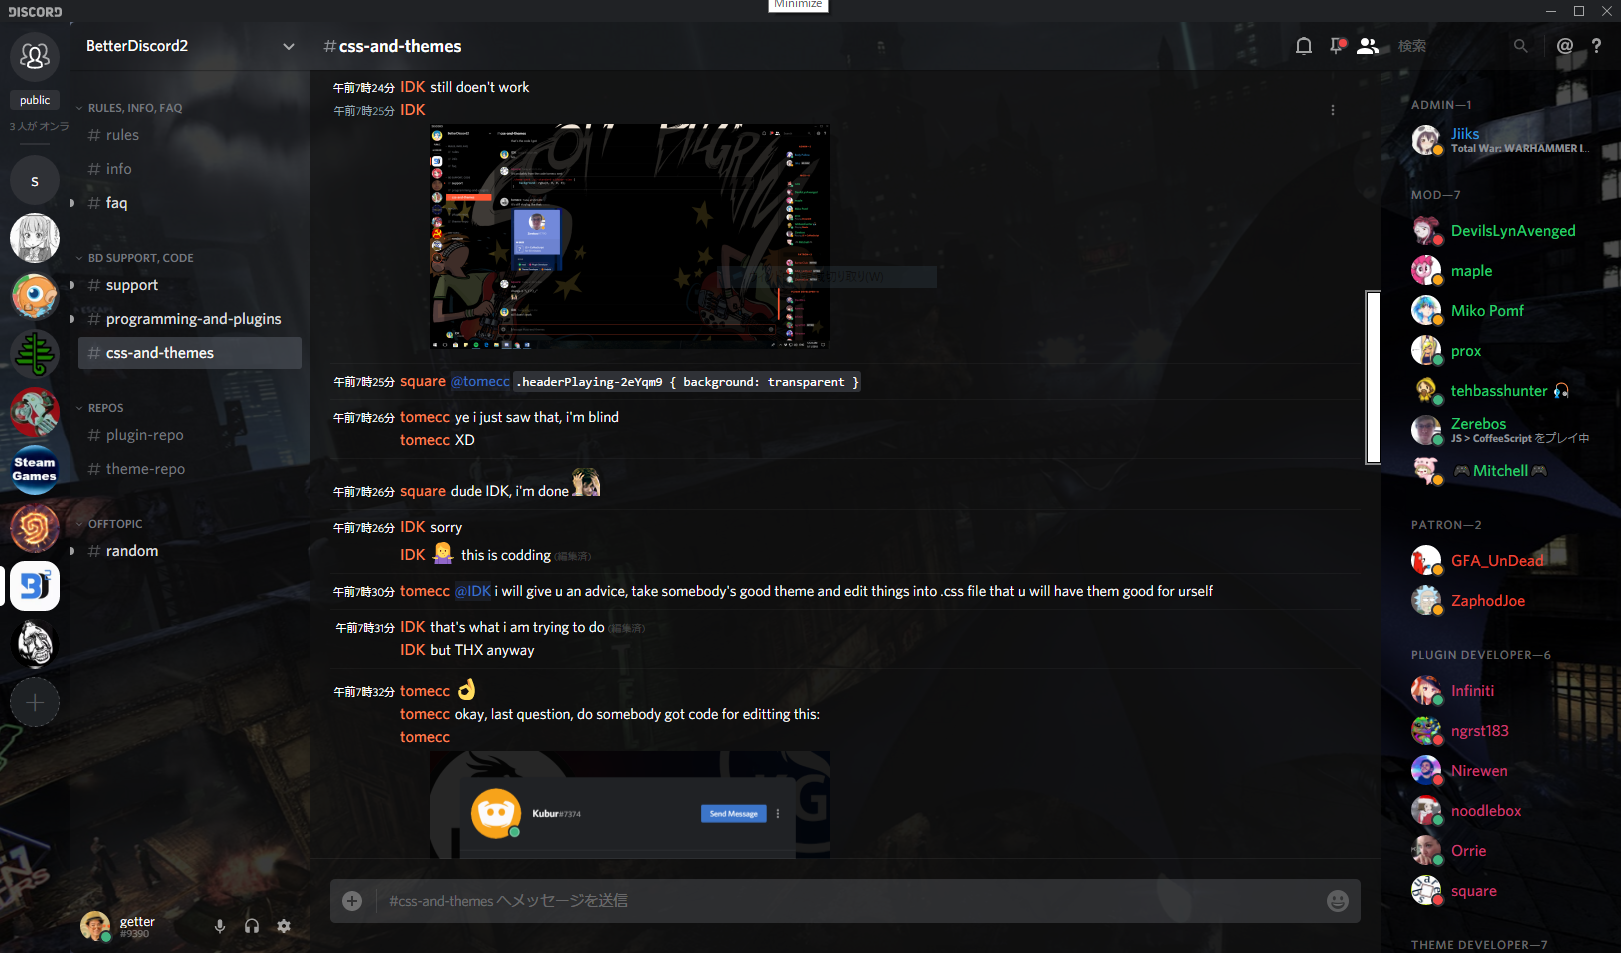 DISCORD
Minimize
BetterDiscord2
#css-and-themes
検索
@
?
public
3 人が オンラ
S
Steam
Games
RULES, INFO, FAQ
# rules
# info
# faq
BD SUPPORT, CODE
# support
# programming-and-plugins
# css-and-themes
REPOS
# plugin-repo
# theme-repo
OFFTOPIC
# random
getter
#9390
午前7時24分 IDK still doen't work
午前7時25分 IDK
切り取り(W)
午前7時25分 square @tomecc .headerPlaying-2eYqm9 { background: transparent }
午前7時26分 tomecc ye i just saw that, i'm blind
tomecc XD
午前7時26分 square dude IDK, i'm done
午前7時26分 IDK sorry
IDK 🤷‍♀️ this is codding (編集済)
午前7時30分 tomecc @IDK i will give u an advice, take somebody's good theme and edit things into .css file that u will have them good for urself
午前7時31分 IDK that's what i am trying to do (編集済)
IDK but THX anyway
午前7時32分 tomecc 👌
tomecc okay, last question, do somebody got code for editting this:
tomecc
Kubur#7374
Send Message
#css-and-themes へメッセージを送信
ADMIN—1
Jiiks
Total War: WARHAMMER I...
MOD—7
DevilsLynAvenged
maple
Miko Pomf
prox
tehbasshunter 🎧
Zerebos
JS > CoffeeScript をプレイ中
🎮 Mitchell 🎮
PATRON—2
GFA_UnDead
ZaphodJoe
PLUGIN DEVELOPER—6
Infiniti
ngrst183
Nirewen
noodlebox
Orrie
square
THEME DEVELOPER—7